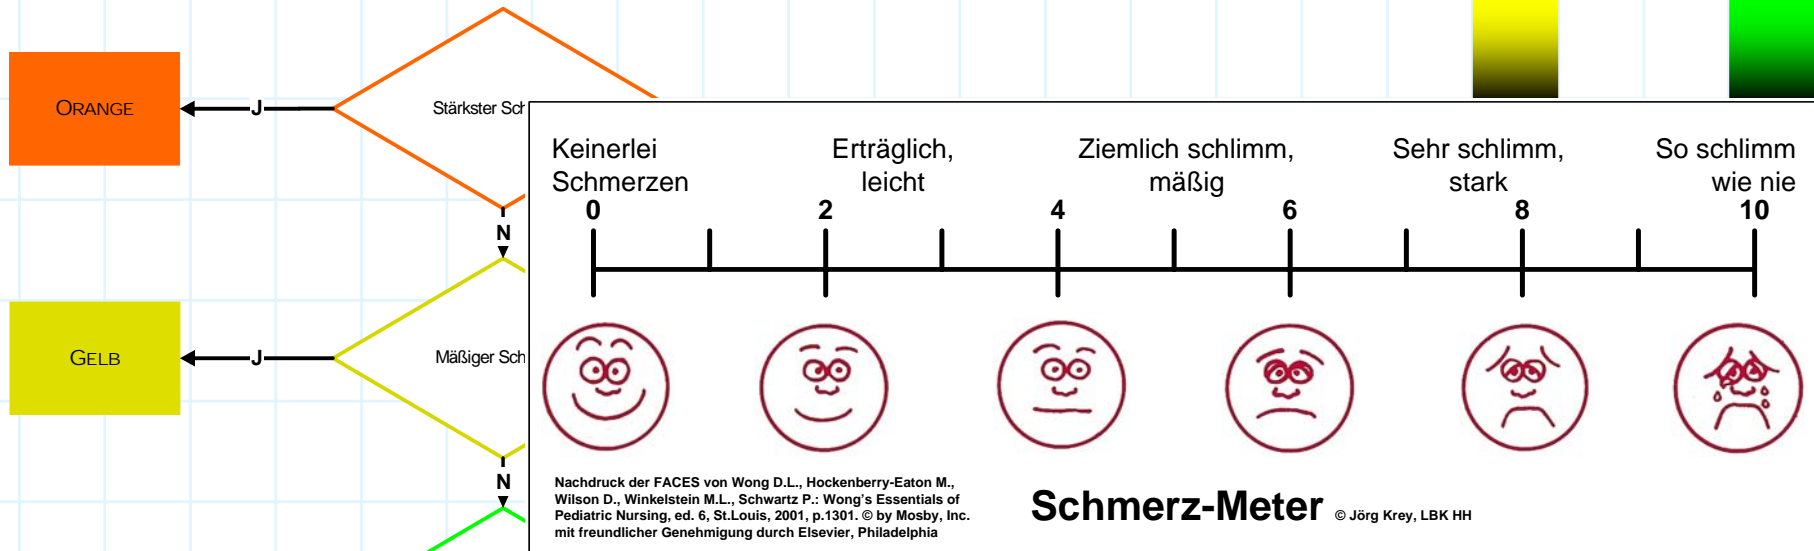 ORANGE
J
Stärkster
N
GELB
J
Mäßiger
N
Keinerlei
Schmerzen
Erträglich,
leicht
Ziemlich schlimm,
mäßig
Sehr schlimm,
stark
So schlimm
wie nie
0 2 4 6 8 10
Nachdruck der FACES von Wong D.L., Hockenberry-Eaton M.,
Wilson D., Winkelstein M.L., Schwartz P.: Wong's Essentials of
Pediatric Nursing, ed. 6, St.Louis, 2001, p.1301. © by Mosby, Inc.
mit freundlicher Genehmigung durch Elsevier, Philadelphia
Schmerz-Meter © Jörg Krey, LBK HH